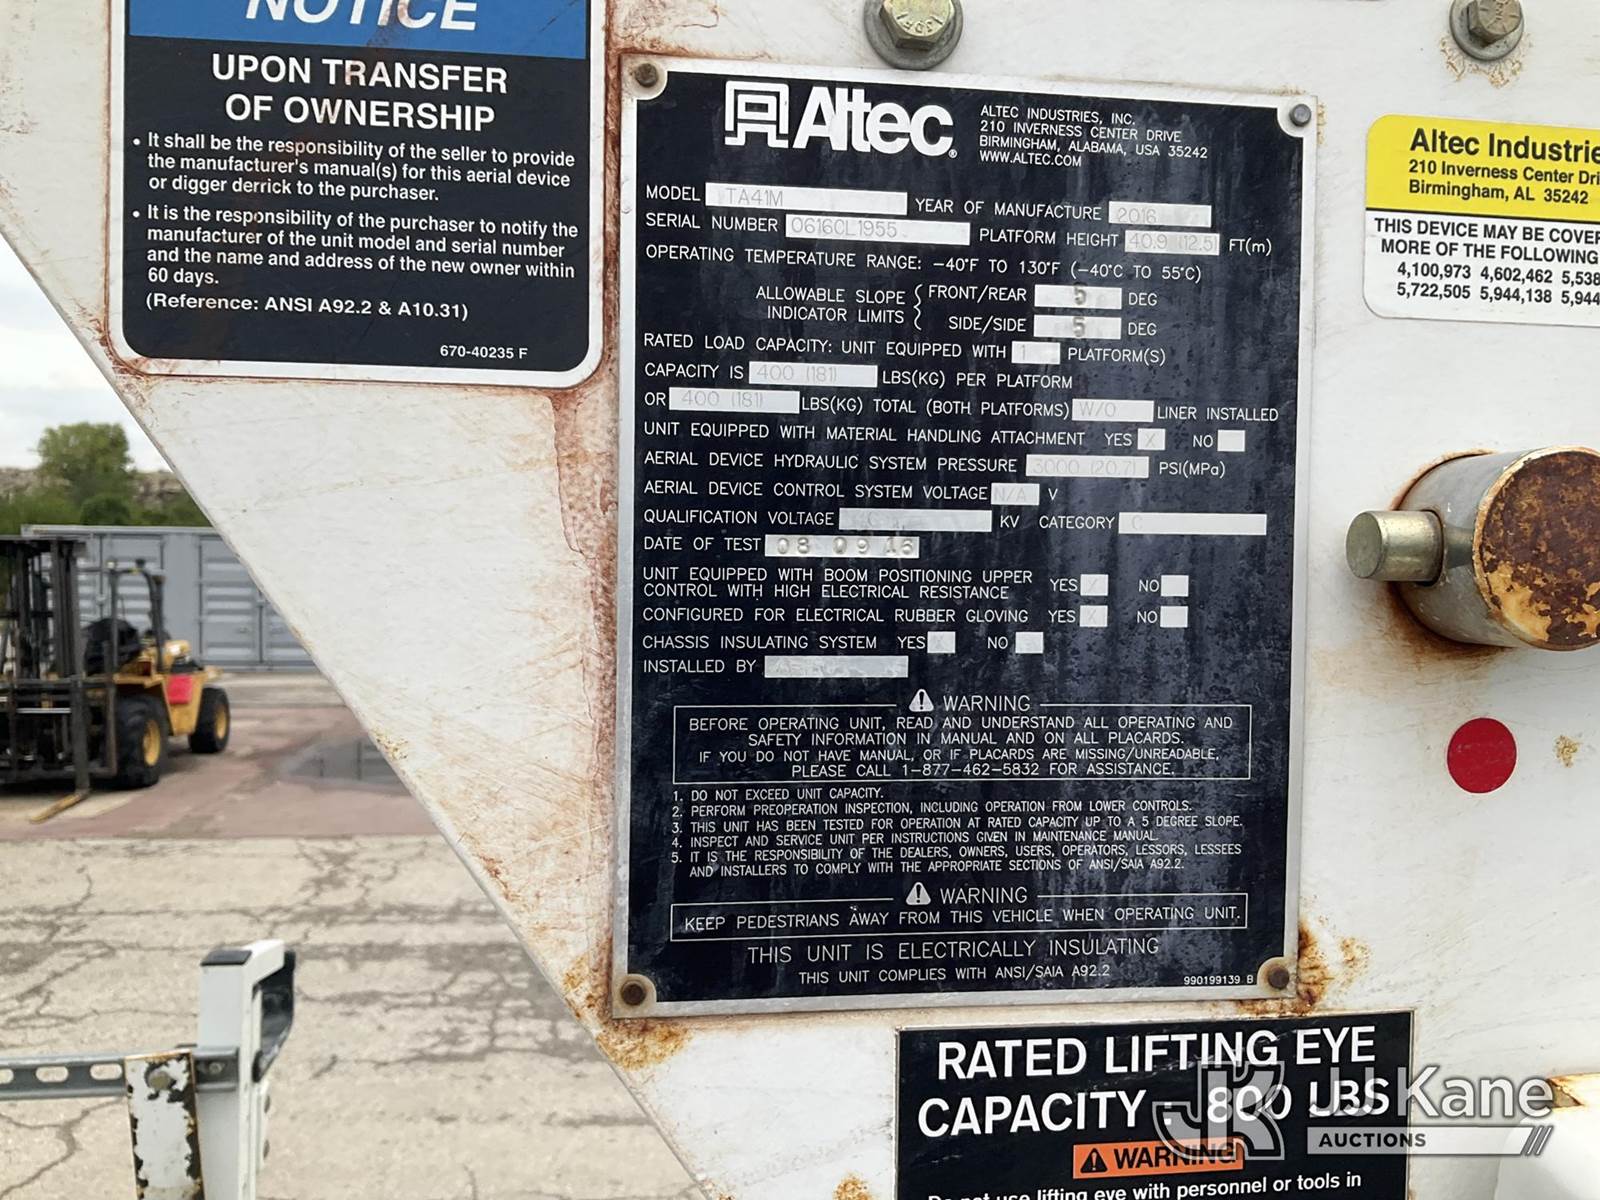 NOTICE
UPON TRANSFER
OF OWNERSHIP
• It shall be the responsibility of the seller to provide
the manufacturer's manual(s) for this aerial device
or digger derrick to the purchaser.
• It is the responsibility of the purchaser to notify the
manufacturer of the unit model and serial number
and the name and address of the new owner within
60 days.
(Reference: ANSI A92.2 & A10.31)
670-40235 F
Altec
ALTEC INDUSTRIES, INC.
210 INVERNESS CENTER DRIVE
BIRMINGHAM, ALABAMA, USA 35242
WWW.ALTEC.COM
MODEL TA41M YEAR OF MANUFACTURE 2016
SERIAL NUMBER 0616CL1955 PLATFORM HEIGHT 40.9 (12.5) FT(m)
OPERATING TEMPERATURE RANGE: -40°F TO 130°F (-40°C TO 55°C)
ALLOWABLE SLOPE FRONT/REAR 5 DEG
INDICATOR LIMITS SIDE/SIDE 5 DEG
RATED LOAD CAPACITY: UNIT EQUIPPED WITH 1 PLATFORM(S)
CAPACITY IS 400 (181) LBS(KG) PER PLATFORM
OR 400 (181) LBS(KG) TOTAL (BOTH PLATFORMS) W/O LINER INSTALLED
UNIT EQUIPPED WITH MATERIAL HANDLING ATTACHMENT YES X NO
AERIAL DEVICE HYDRAULIC SYSTEM PRESSURE 3000 (20.7) PSI(MPa)
AERIAL DEVICE CONTROL SYSTEM VOLTAGE N/A V
QUALIFICATION VOLTAGE KV CATEGORY C
DATE OF TEST 08 09 16
UNIT EQUIPPED WITH BOOM POSITIONING UPPER
CONTROL WITH HIGH ELECTRICAL RESISTANCE YES X NO
CONFIGURED FOR ELECTRICAL RUBBER GLOVING YES X NO
CHASSIS INSULATING SYSTEM YES X NO
INSTALLED BY
WARNING
BEFORE OPERATING UNIT, READ AND UNDERSTAND ALL OPERATING AND
SAFETY INFORMATION IN MANUAL AND ON ALL PLACARDS.
IF YOU DO NOT HAVE MANUAL, OR IF PLACARDS ARE MISSING/UNREADABLE,
PLEASE CALL 1-877-462-5832 FOR ASSISTANCE.
1. DO NOT EXCEED UNIT CAPACITY.
2. PERFORM PREOPERATION INSPECTION, INCLUDING OPERATION FROM LOWER CONTROLS.
3. THIS UNIT HAS BEEN TESTED FOR OPERATION AT RATED CAPACITY UP TO A 5 DEGREE SLOPE.
4. INSPECT AND SERVICE UNIT PER INSTRUCTIONS GIVEN IN MAINTENANCE MANUAL.
5. IT IS THE RESPONSIBILITY OF THE DEALERS, OWNERS, USERS, OPERATORS, LESSORS, LESSEES
AND INSTALLERS TO COMPLY WITH THE APPROPRIATE SECTIONS OF ANSI/SAIA A92.2.
WARNING
KEEP PEDESTRIANS AWAY FROM THIS VEHICLE WHEN OPERATING UNIT.
THIS UNIT IS ELECTRICALLY INSULATING
THIS UNIT COMPLIES WITH ANSI/SAIA A92.2
990199139 B
Altec Industrie
210 Inverness Center Dri
Birmingham, AL 35242
THIS DEVICE MAY BE COVER
MORE OF THE FOLLOWING
4,100,973 4,602,462 5,538
5,722,505 5,944,138 5,944
RATED LIFTING EYE
CAPACITY - 800 LBS
WARNING
Do not use lifting eye with personnel or tools in
JJ Kane
AUCTIONS